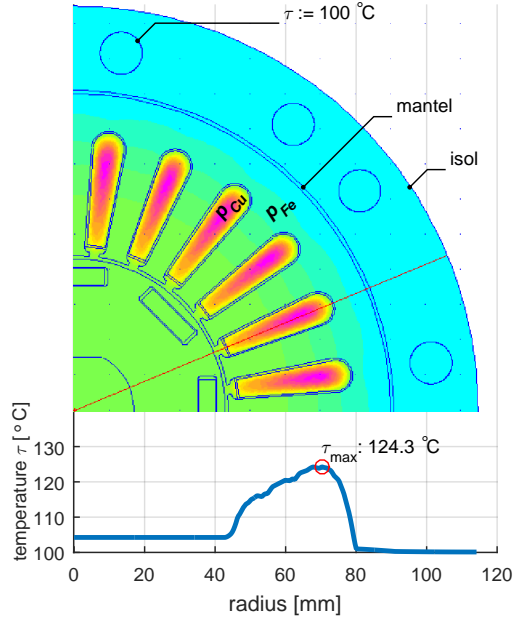 τ := 100 °C
mantel
isol
p Cu
p Fe
τmax: 124.3 °C
temperature τ [°C]
130
120
110
100
0 20 40 60 80 100 120
radius [mm]